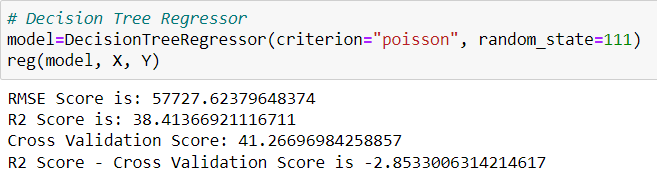 # Decision Tree Regressor
model=DecisionTreeRegressor(criterion="poisson", random_state=111)
reg(model, X, Y)
RMSE Score is: 57727.62379648374
R2 Score is: 38.41366921116711
Cross Validation Score: 41.26696984258857
R2 Score - Cross Validation Score is -2.8533006314214617